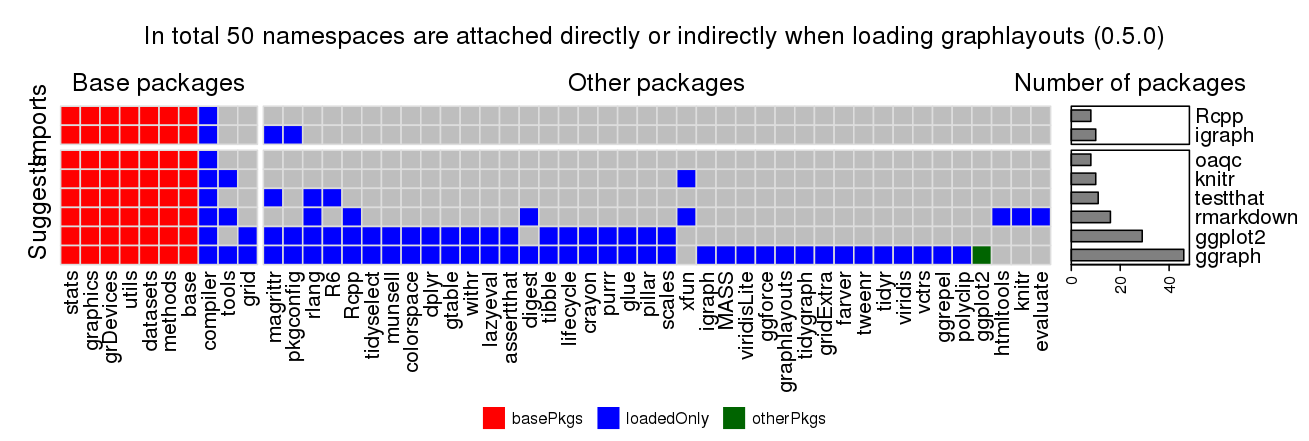 In total 50 namespaces are attached directly or indirectly when loading graphlayouts (0.5.0)
Base packages
Other packages
Number of packages
Imports
Suggests
Rcpp
igraph
oaqc
knitr
testthat
rmarkdown
ggplot2
ggraph
stats
graphics
grDevices
utils
datasets
methods
base
compiler
tools
grid
magrittr
pkgconfig
rlang
R6
Rcpp
tidyselect
munsell
colorspace
dplyr
gtable
withr
lazyeval
assertthat
digest
tibble
lifecycle
crayon
purrr
glue
pillar
scales
xfun
igraph
MASS
viridisLite
ggforce
graphlayouts
tidygraph
gridExtra
farver
tweenr
tidyr
viridis
vctrs
ggrepel
polyclip
ggplot2
htmltools
knitr
evaluate
0
20
40
basePkgs
loadedOnly
otherPkgs